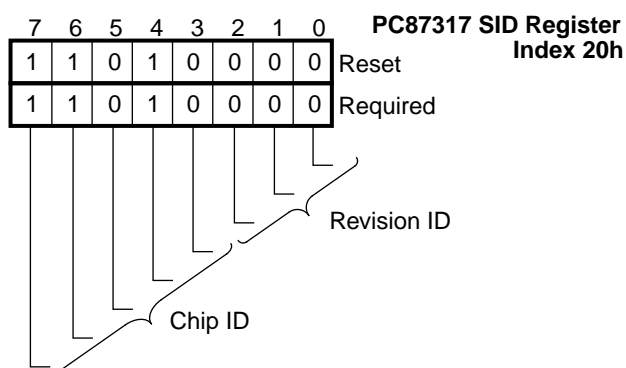 7 6 5 4 3 2 1 0
PC87317 SID Register
Index 20h
1 1 0 1 0 0 0 0 Reset
1 1 0 1 0 0 0 0 Required
Revision ID
Chip ID